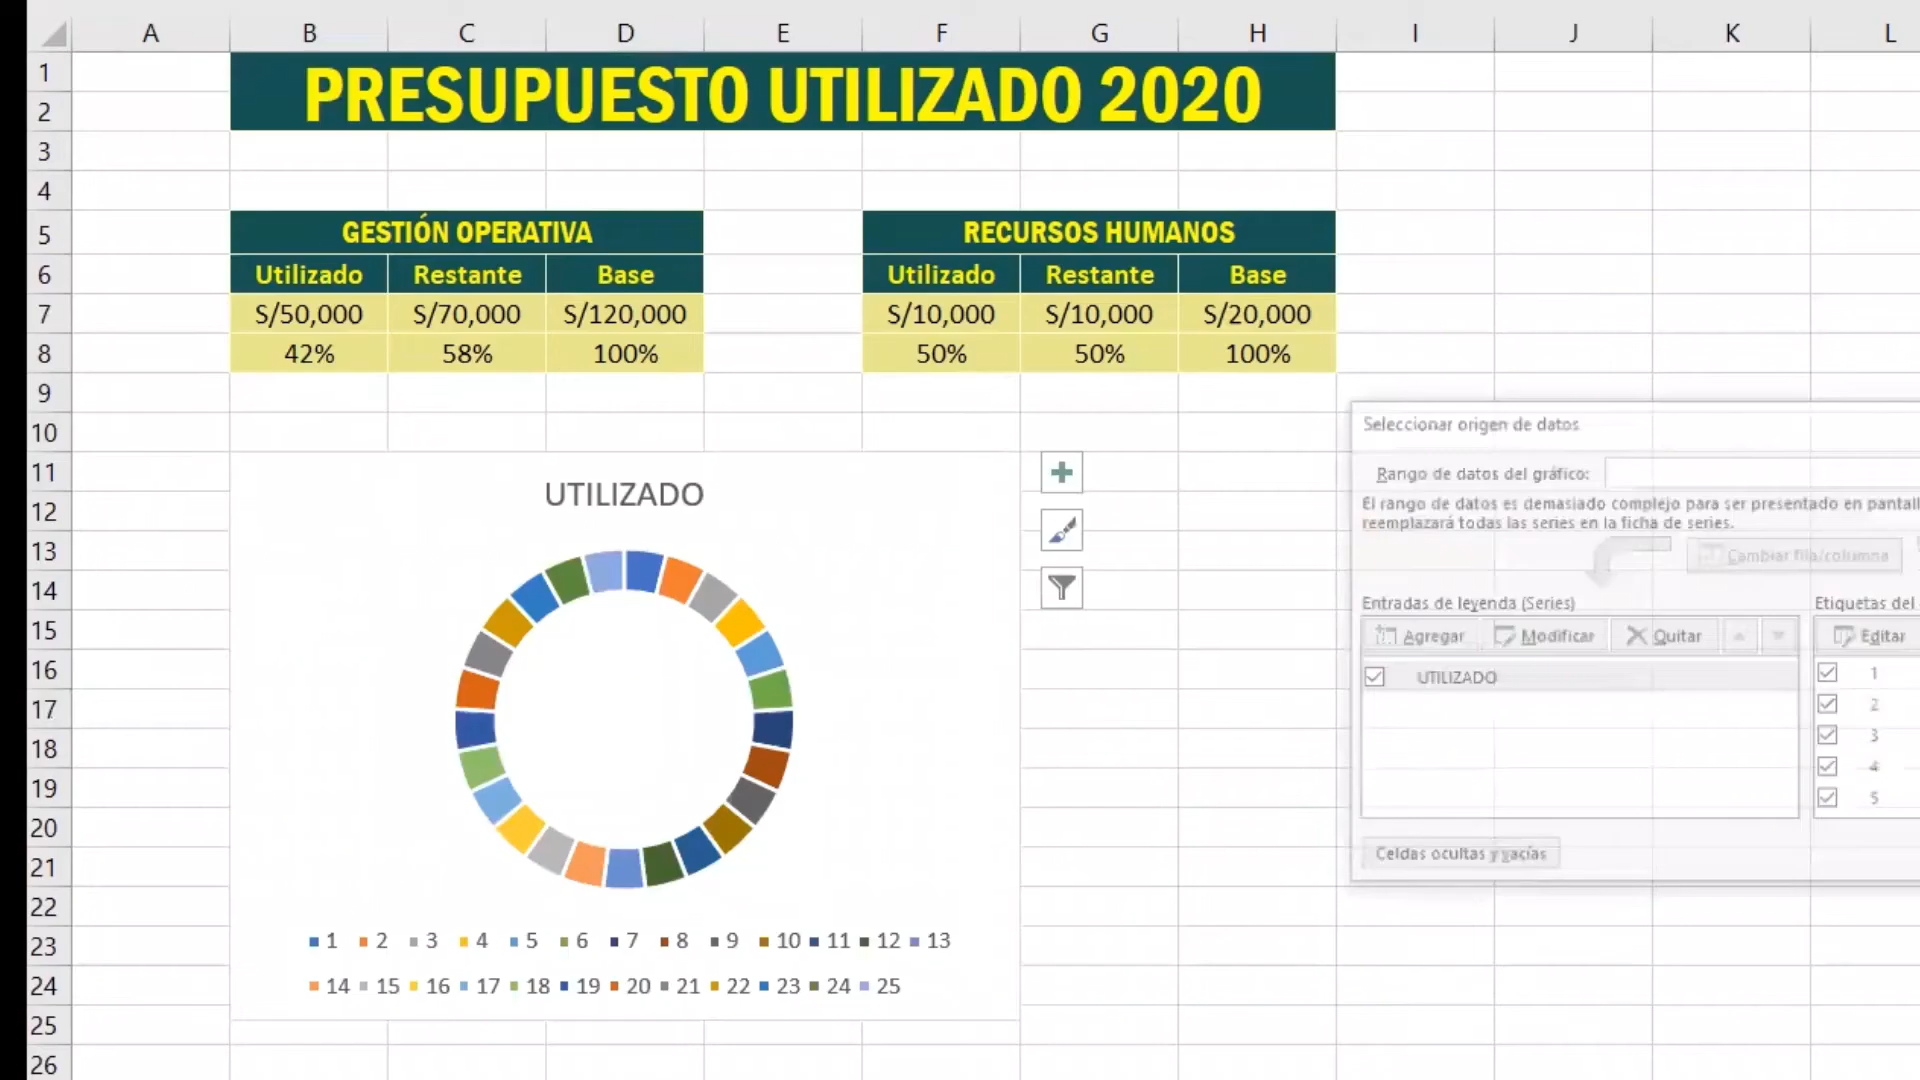 A B C D E F G H I J K L
1 PRESUPUESTO UTILIZADO 2020
2
3
4
5 GESTIÓN OPERATIVA RECURSOS HUMANOS
6 Utilizado Restante Base Utilizado Restante Base
7 S/50,000 S/70,000 S/120,000 S/10,000 S/10,000 S/20,000
8 42% 58% 100% 50% 50% 100%
9
10
11
12
13
14
15
16
17
18
19
20
21
22
23
24
25
26
UTILIZADO
1 2 3 4 5 6 7 8 9 10 11 12 13
14 15 16 17 18 19 20 21 22 23 24 25
Seleccionar origen de datos
Rango de datos del gráfico:
El rango de datos es demasiado complejo para ser presentado en pantall
reemplazará todas las series en la ficha de series.
Cambiar fila/columna
Entradas de leyenda (Series) Etiquetas del
Agregar Modificar Quitar Editar
UTILIZADO 1
2
3
4
5
Celdas ocultas y vacías